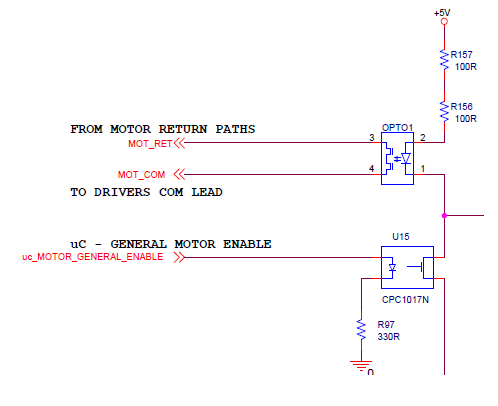 +5V
R157
100R
R156
100R
FROM MOTOR RETURN PATHS
OPTO1
MOT_RET
3
2
MOT_COM
4
1
TO DRIVERS COM LEAD
uC - GENERAL MOTOR ENABLE
U15
uc_MOTOR_GENERAL_ENABLE
CPC1017N
R97
330R
0